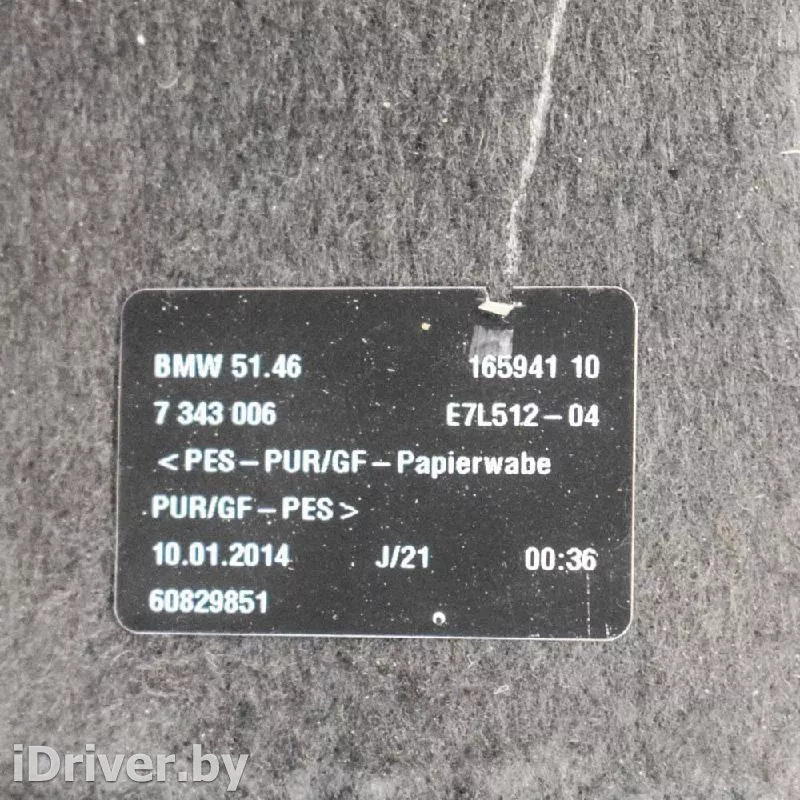 BMW 51.46 165941 10
7 343 006 E7L512-04
<PES-PUR/GF-Papierwabe
PUR/GF-PES>
10.01.2014 J/21 00:36
60829851
iDriver.by